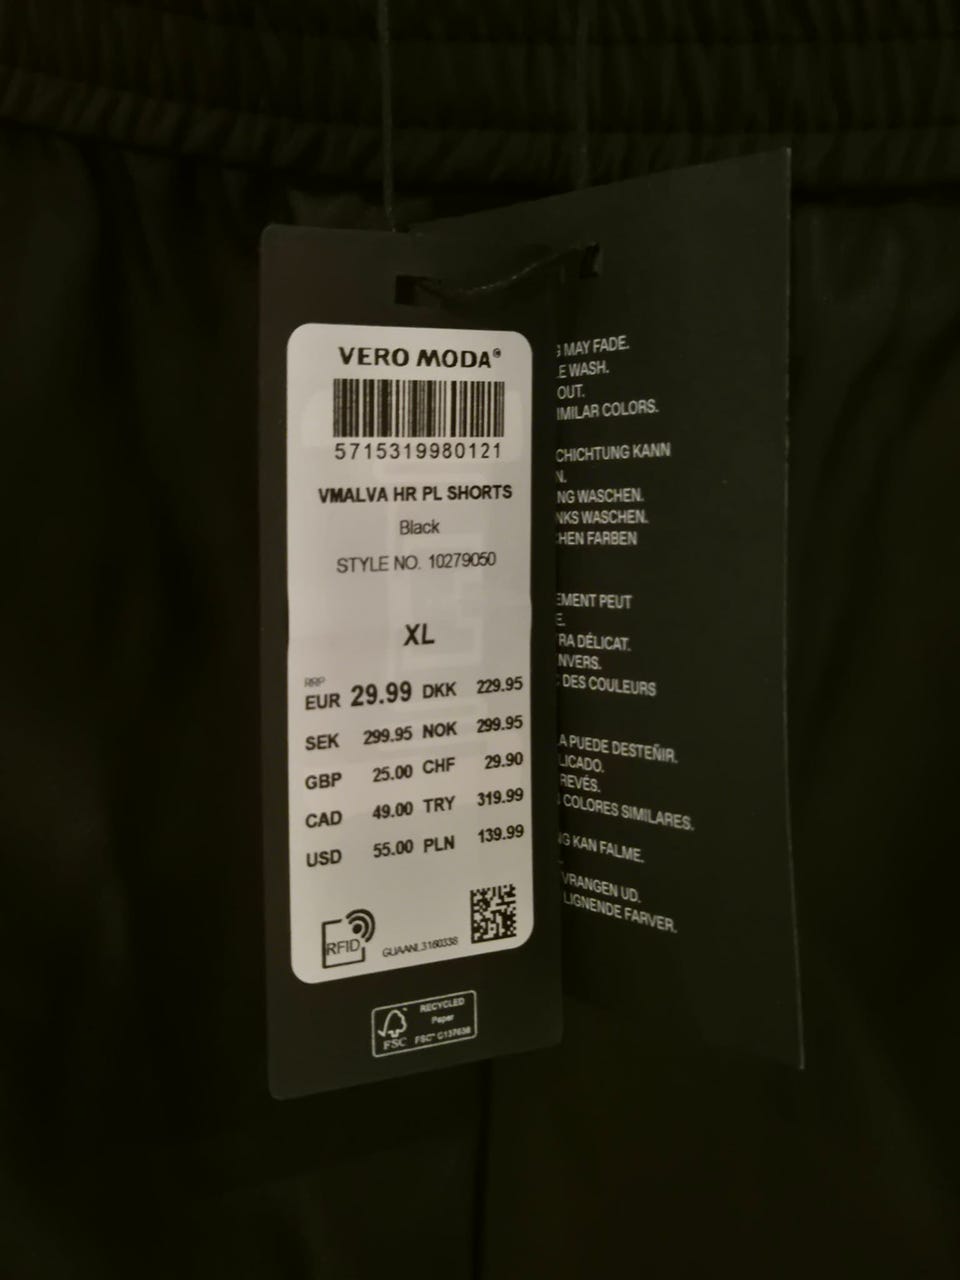 VERO MODA®
5715319980121
VMALVA HR PL SHORTS
Black
STYLE NO. 10279050
XL
RRP
EUR 29.99 DKK 229.95
SEK 299.95 NOK 299.95
GBP 25.00 CHF 29.90
CAD 49.00 TRY 319.99
USD 55.00 PLN 139.99
RFID
GUAANL3160338
RECYCLED
Paper
FSC
FSC™ C137638
MAY FADE.
E WASH.
OUT.
IMILAR COLORS.
CHICHTUNG KANN
N.
NG WASCHEN.
NKS WASCHEN.
HEN FARBEN
EMENT PEUT
E.
RA DÉLICAT.
NVERS.
DES COULEURS
A PUEDE DESTEÑIR.
LICADO.
REVÉS.
COLORES SIMILARES.
G KAN FALME.
VRANGEN UD.
LIGNENDE FARVER.